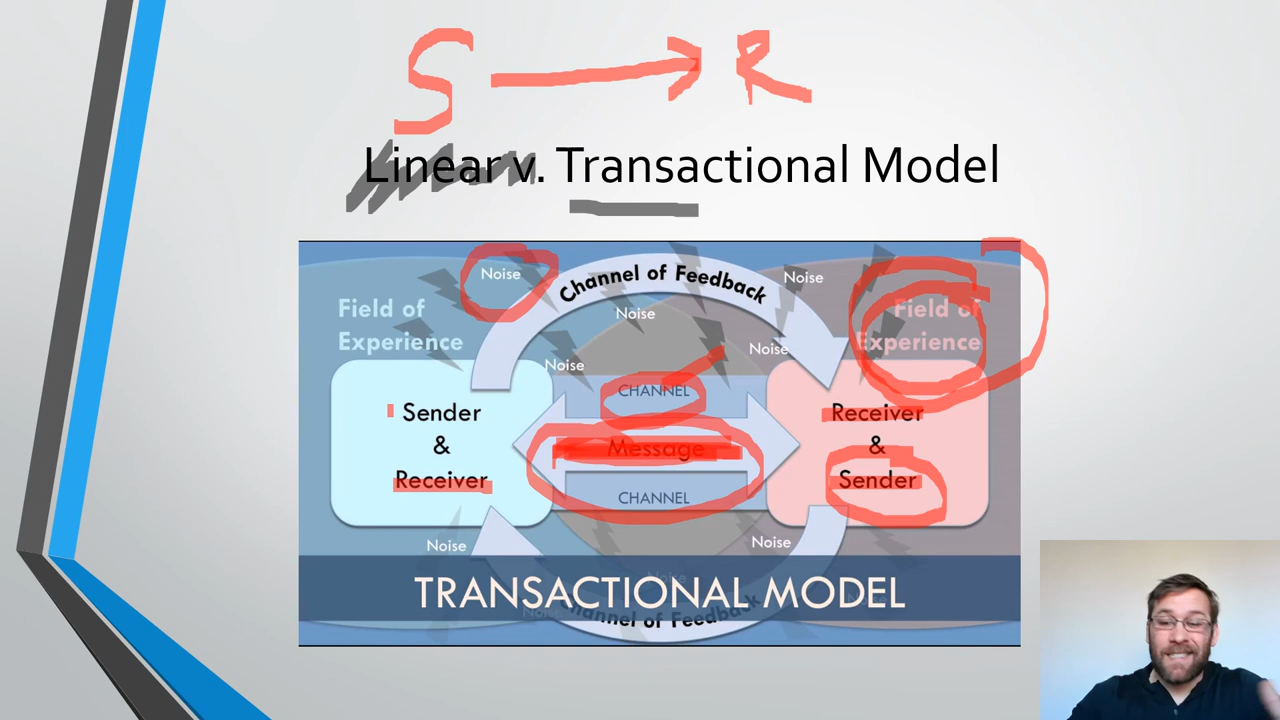 S → R
Linear v. Transactional Model
Noise
Channel of Feedback
Noise
Field of
Experience
Noise
Field of
Experience
Noise
Noise
CHANNEL
Sender
&
Receiver
Message
Receiver
&
Sender
CHANNEL
Noise
Noise
Noise
TRANSACTIONAL MODEL
Channel of Feedback